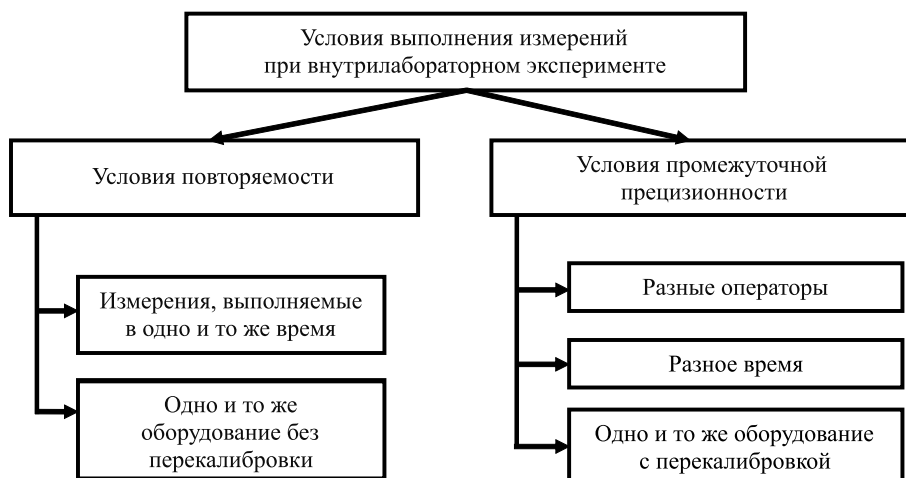 Условия выполнения измерений
при внутрилабораторном эксперименте
Условия повторяемости
Условия промежуточной
прецизионности
Измерения, выполняемые
в одно и то же время
Одно и то же
оборудование без
перекалибровки
Разные операторы
Разное время
Одно и то же оборудование
с перекалибровкой